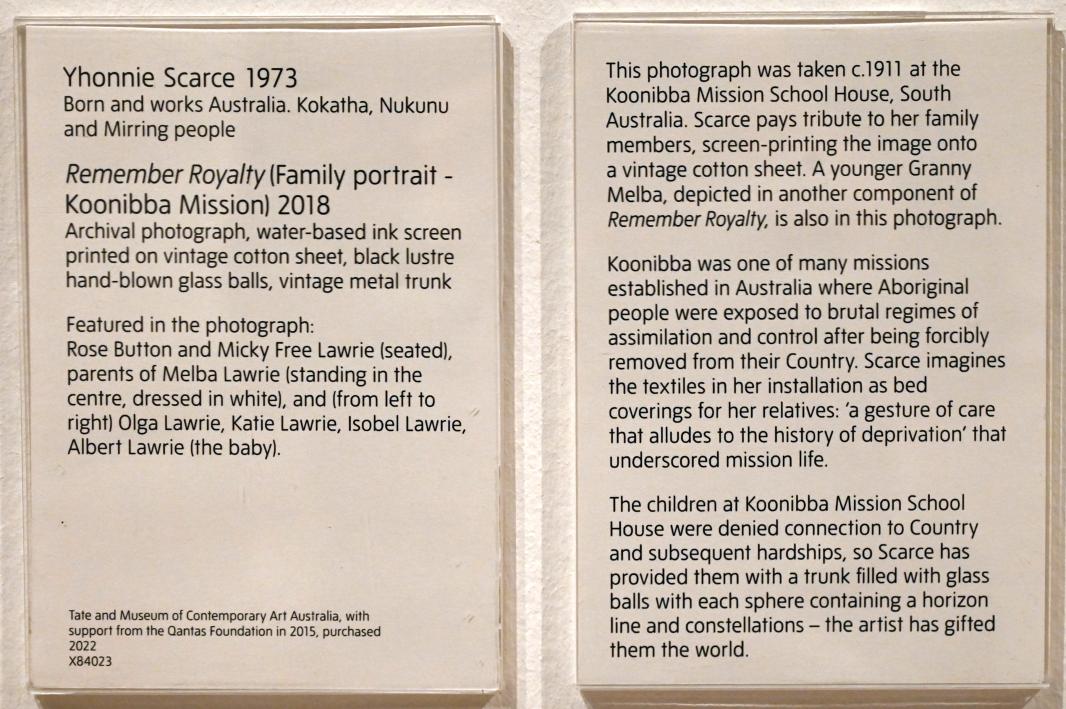 Yhonnie Scarce 1973
Born and works Australia. Kokatha, Nukunu
and Mirring people
Remember Royalty (Family portrait -
Koonibba Mission) 2018
Archival photograph, water-based ink screen
printed on vintage cotton sheet, black lustre
hand-blown glass balls, vintage metal trunk
Featured in the photograph:
Rose Button and Micky Free Lawrie (seated),
parents of Melba Lawrie (standing in the
centre, dressed in white), and (from left to
right) Olga Lawrie, Katie Lawrie, Isobel Lawrie,
Albert Lawrie (the baby).
Tate and Museum of Contemporary Art Australia, with
support from the Qantas Foundation in 2015, purchased
2022
X84023
This photograph was taken c.1911 at the
Koonibba Mission School House, South
Australia. Scarce pays tribute to her family
members, screen-printing the image onto
a vintage cotton sheet. A younger Granny
Melba, depicted in another component of
Remember Royalty, is also in this photograph.
Koonibba was one of many missions
established in Australia where Aboriginal
people were exposed to brutal regimes of
assimilation and control after being forcibly
removed from their Country. Scarce imagines
the textiles in her installation as bed
coverings for her relatives: ‘a gesture of care
that alludes to the history of deprivation’ that
underscored mission life.
The children at Koonibba Mission School
House were denied connection to Country
and subsequent hardships, so Scarce has
provided them with a trunk filled with glass
balls with each sphere containing a horizon
line and constellations – the artist has gifted
them the world.